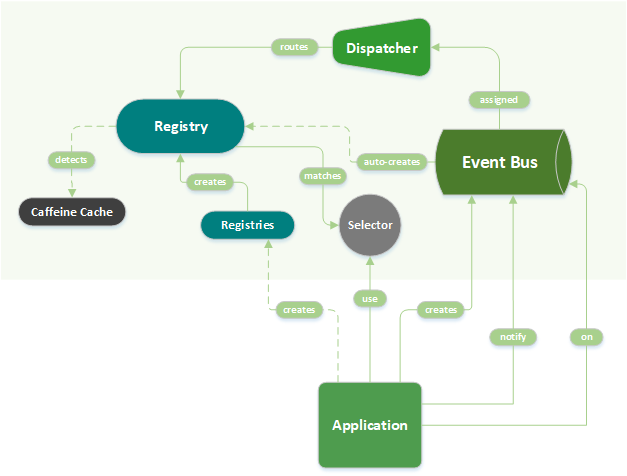 routes
Dispatcher
assigned
Registry
detects
auto-creates
Event Bus
creates
matches
Caffeine Cache
Registries
Selector
use
creates
creates
notify
on
Application